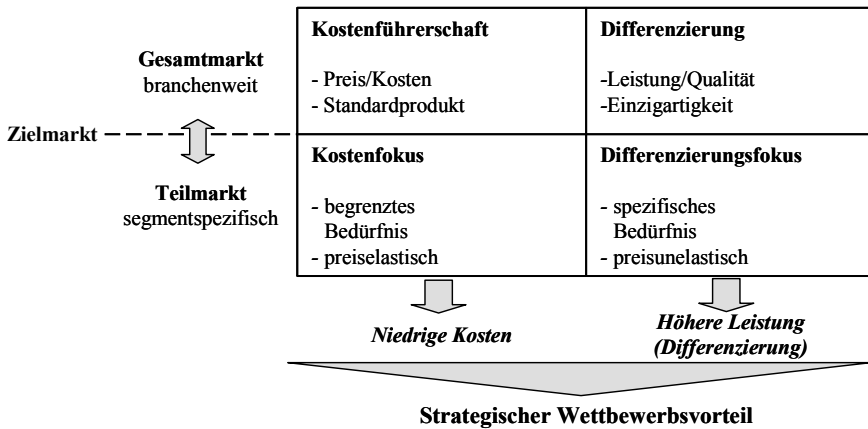 Kostenführerschaft
- Preis/Kosten
- Standardprodukt
Differenzierung
-Leistung/Qualität
-Einzigartigkeit
Gesamtmarkt
branchenweit
Zielmarkt
Teilmarkt
segmentspezifisch
Kostenfokus
- begrenztes
Bedürfnis
- preiselastisch
Differenzierungsfokus
- spezifisches
Bedürfnis
- preisunelastisch
Niedrige Kosten
Höhere Leistung
(Differenzierung)
Strategischer Wettbewerbsvorteil